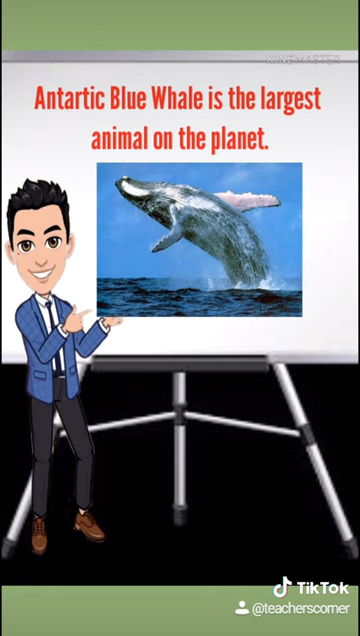 KINEMASTER
Antartic Blue Whale is the largest
animal on the planet.
TikTok
@teacherscorner